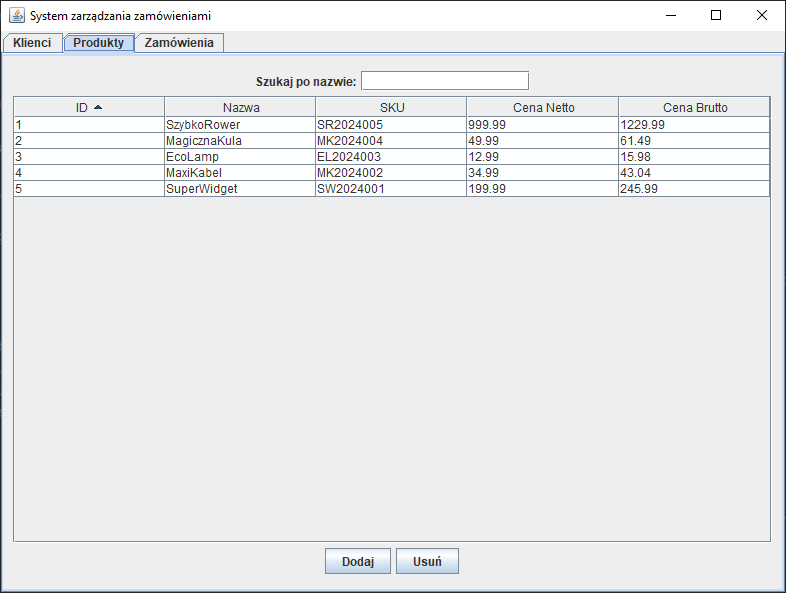 System zarządzania zamówieniami
Klienci Produkty Zamówienia
Szukaj po nazwie:
ID Nazwa SKU Cena Netto Cena Brutto
1 SzybkoRower SR2024005 999.99 1229.99
2 MagicznaKula MK2024004 49.99 61.49
3 EcoLamp EL2024003 12.99 15.98
4 MaxiKabel MK2024002 34.99 43.04
5 SuperWidget SW2024001 199.99 245.99
Dodaj Usuń